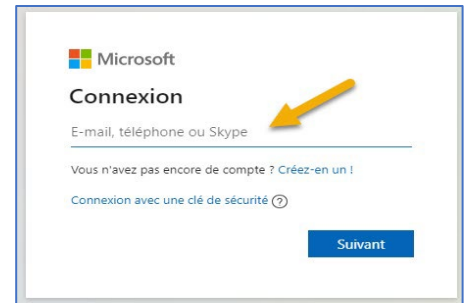 Microsoft
Connexion
E-mail, téléphone ou Skype
Vous n'avez pas encore de compte ? Créez-en un !
Connexion avec une clé de sécurité ?
Suivant